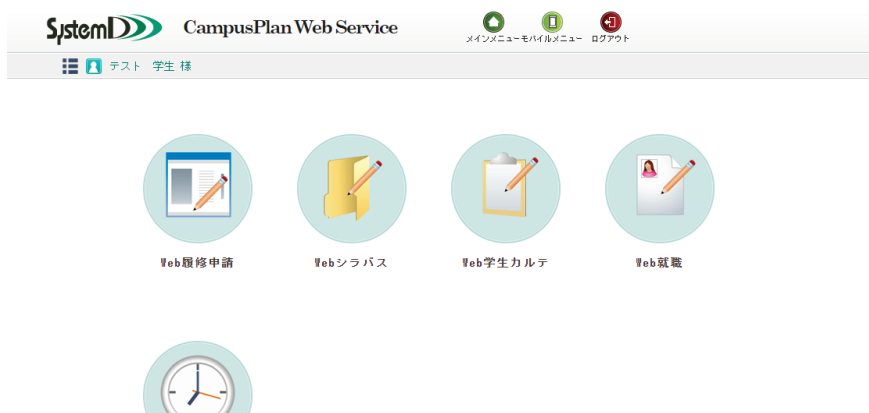 SystemD CampusPlan Web Service
メインメニュー モバイルメニュー ログアウト
テスト 学生 様
Web履修申請 Webシラバス Web学生カルテ Web就職